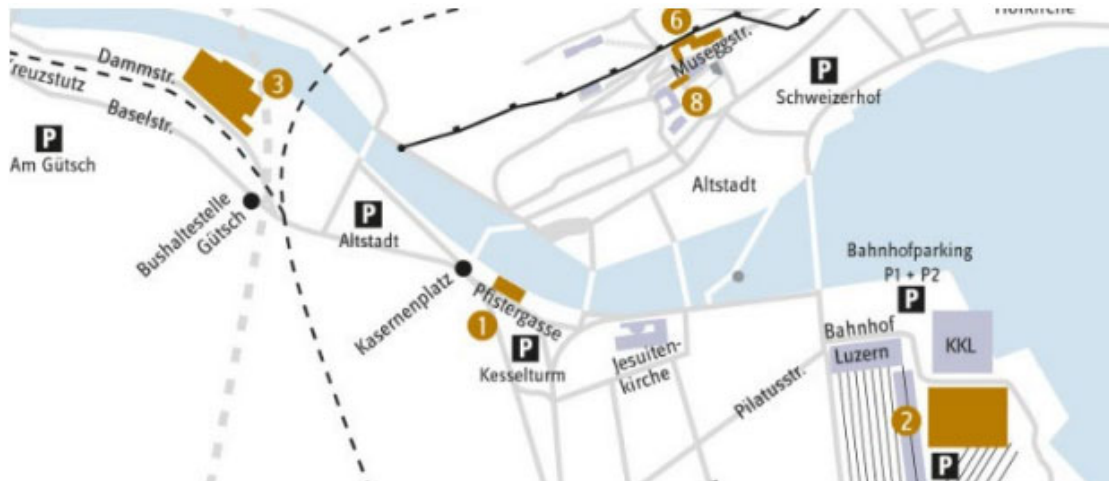 Hofkirche
6
Museggstr.
P
Schweizerhof
8
Dammstr.
Kreuzstutz
3
Baselstr.
P
Am Gütsch
Altstadt
Bushaltestelle
Gütsch
P
Altstadt
Bahnhofparking
P1 + P2
P
Kasernenplatz
Pfistergasse
1
P
Kesselturm
Jesuiten-
kirche
Pilatusstr.
Bahnhof
Luzern
KKL
2
P